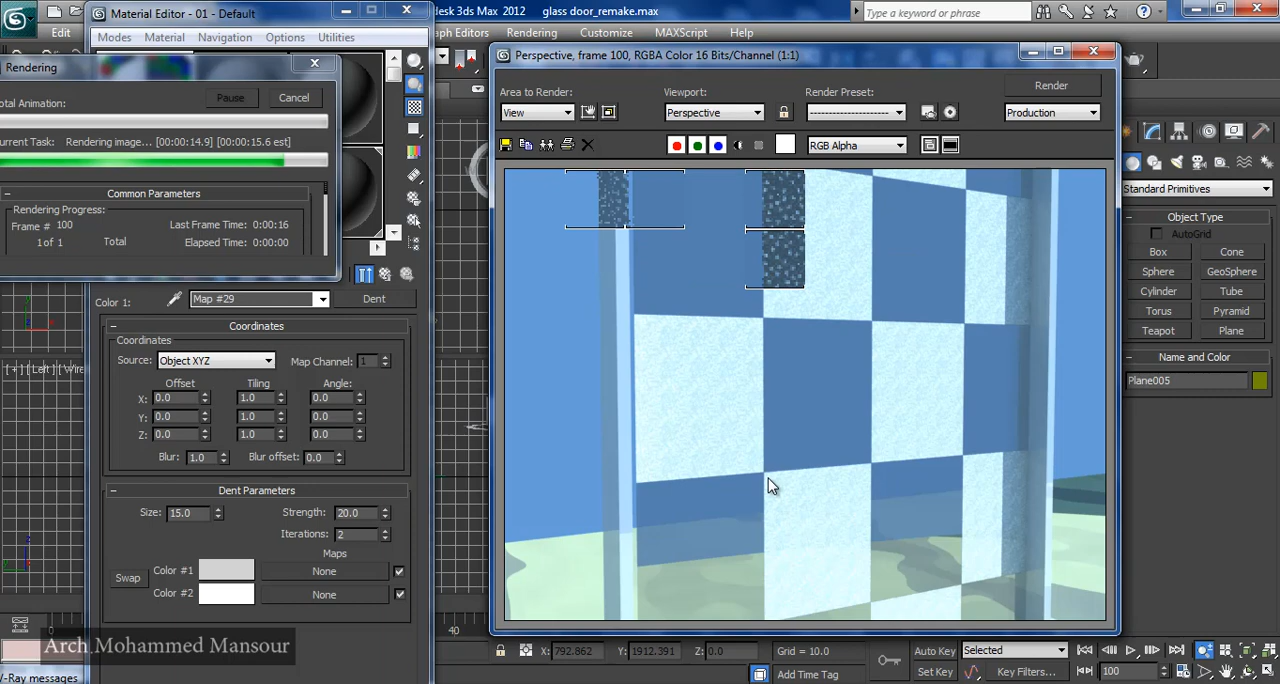 Material Editor - 01 - Default
desk 3ds Max 2012 glass door_remake.max
Type a keyword or phrase
Edit
Modes Material Navigation Options Utilities
aph Editors Rendering Customize MAXScript Help
Rendering
Perspective, frame 100, RGBA Color 16 Bits/Channel (1:1)
otal Animation:
Pause Cancel
urrent Task: Rendering image... [00:00:14.9] [00:00:15.6 est]
Common Parameters
Rendering Progress:
Frame # 100 Last Frame Time: 0:00:16
1 of 1 Total Elapsed Time: 0:00:00
Area to Render: Viewport: Render Preset: Render
View Perspective Production
RGB Alpha
Standard Primitives
Object Type
AutoGrid
Box Cone
Sphere GeoSphere
Cylinder Tube
Torus Pyramid
Teapot Plane
Name and Color
Plane005
Color 1: Map #29 Dent
Coordinates
Coordinates
Source: Object XYZ Map Channel: 1
Offset Tiling Angle:
X: 0.0 1.0 0.0
Y: 0.0 1.0 0.0
Z: 0.0 1.0 0.0
Blur: 1.0 Blur offset: 0.0
[ + ] [ Left ] [ Wire
Dent Parameters
Size: 15.0 Strength: 20.0
Iterations: 2
Maps
Color #1 None
Swap
Color #2 None
0 40
Arch.Mohammed Mansour
X: 792.862 Y: 1912.391 Z: 0.0 Grid = 10.0 Auto Key Selected
Add Time Tag Set Key Key Filters... 100
-Ray messages